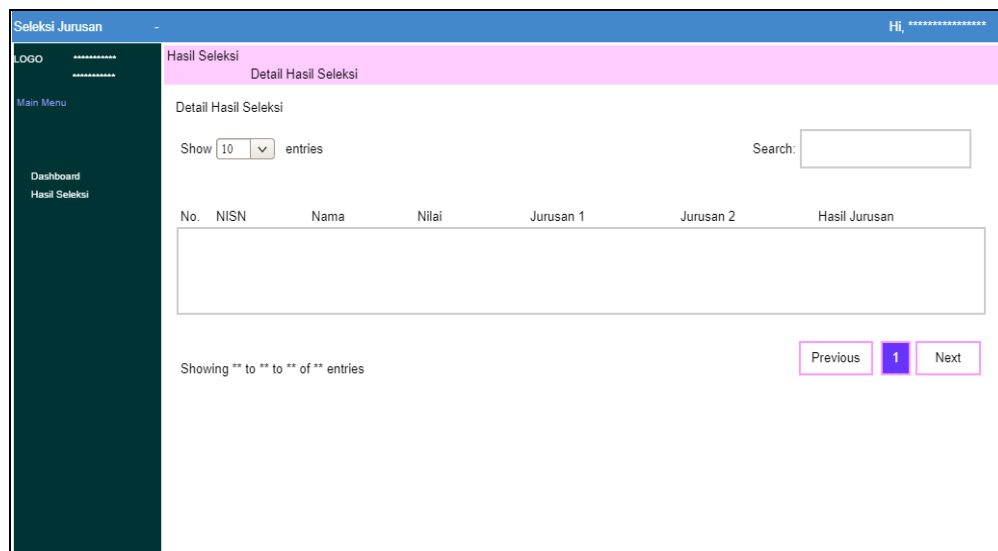 Seleksi Jurusan - Hi, ****************
LOGO ***********
***********
Main Menu
Dashboard
Hasil Seleksi
Hasil Seleksi
Detail Hasil Seleksi
Detail Hasil Seleksi
Show 10 entries Search:
No. NISN Nama Nilai Jurusan 1 Jurusan 2 Hasil Jurusan
Showing ** to ** to ** of ** entries
Previous 1 Next